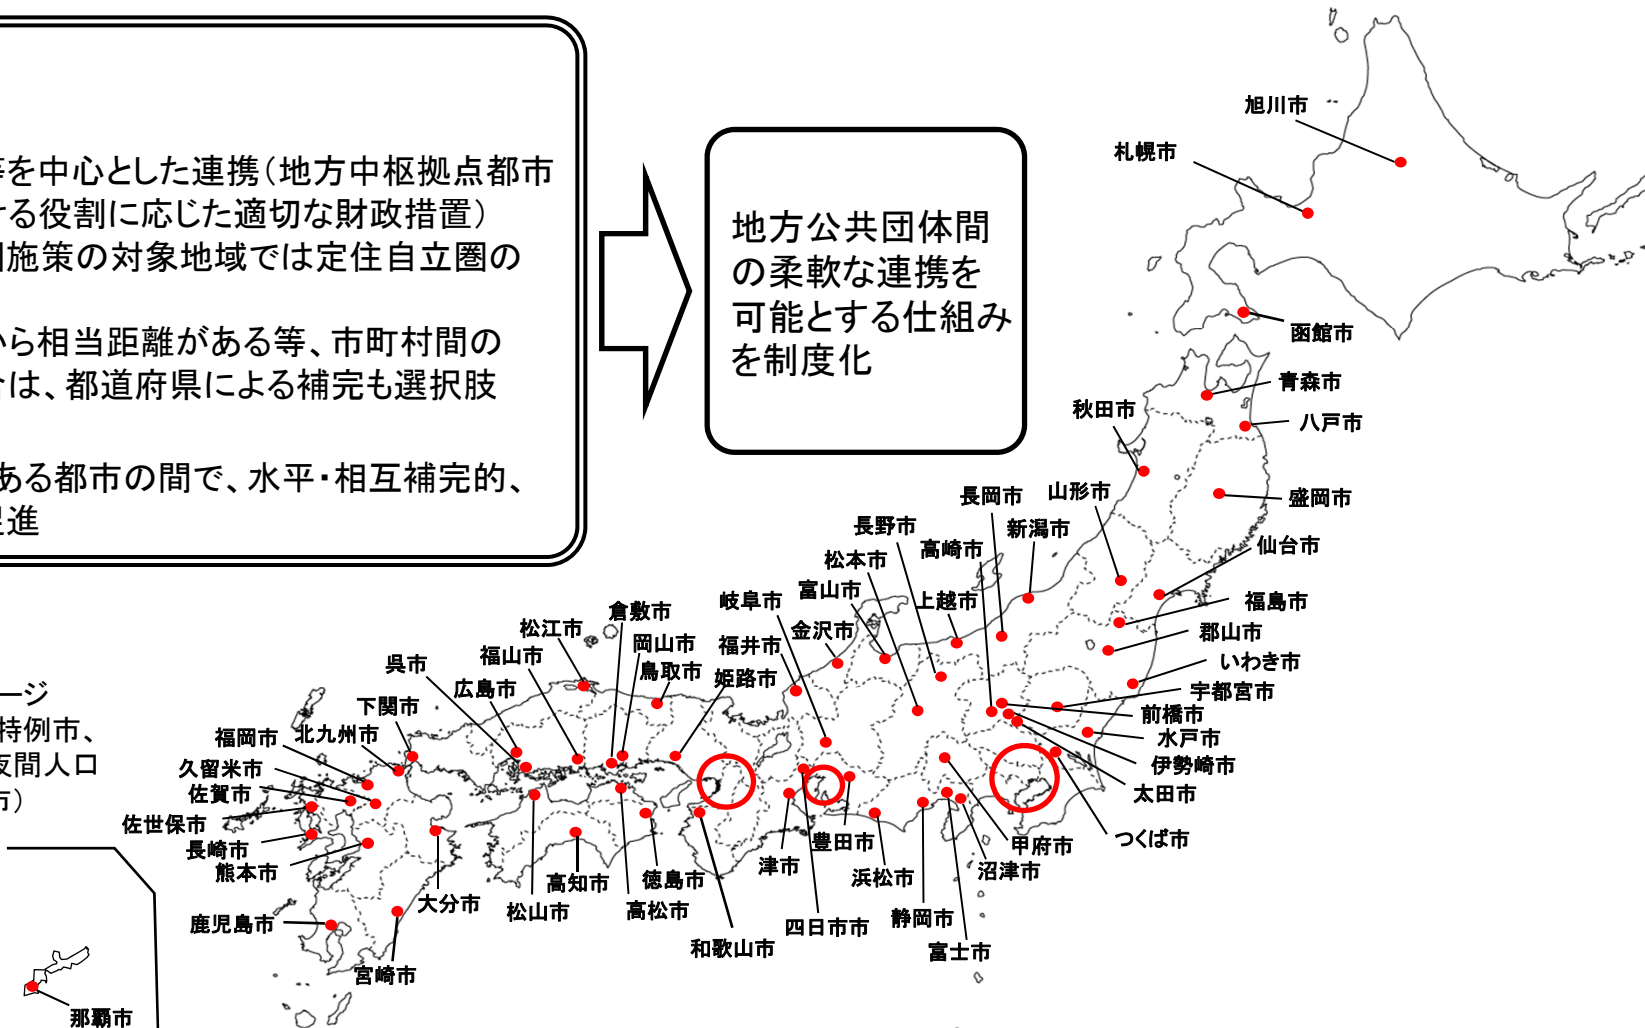 等を中心とした連携（地方中枢拠点都市
ける役割に応じた適切な財政措置）
圏施策の対象地域では定住自立圏の
から相当距離がある等、市町村間の
合は、都道府県による補完も選択肢
ある都市の間で、水平・相互補完的、
促進
地方公共団体間
の柔軟な連携を
可能とする仕組み
を制度化
ージ
特例市、
夜間人口
市）
旭川市
札幌市
函館市
青森市
八戸市
秋田市
盛岡市
山形市
仙台市
長岡市
新潟市
福島市
郡山市
いわき市
宇都宮市
前橋市
水戸市
伊勢崎市
太田市
つくば市
長野市
高崎市
松本市
富山市
上越市
岐阜市
金沢市
福井市
甲府市
沼津市
富士市
静岡市
浜松市
豊田市
四日市市
津市
和歌山市
倉敷市
岡山市
鳥取市
姫路市
松江市
福山市
呉市
広島市
下関市
北九州市
福岡市
久留米市
佐賀市
佐世保市
長崎市
熊本市
鹿児島市
宮崎市
大分市
松山市
高知市
高松市
徳島市
那覇市